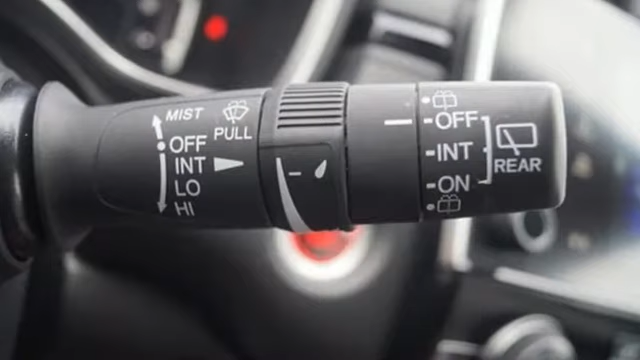 MIST
PULL
OFF
INT
LO
HI
OFF
INT
ON
REAR